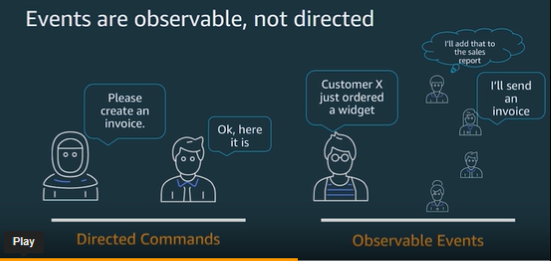 Events are observable, not directed
Please
create an
invoice.
Ok, here
it is
Customer X
just ordered
a widget
I'll add that to
the sales
report
I'll send
an
invoice
Play
Directed Commands
Observable Events